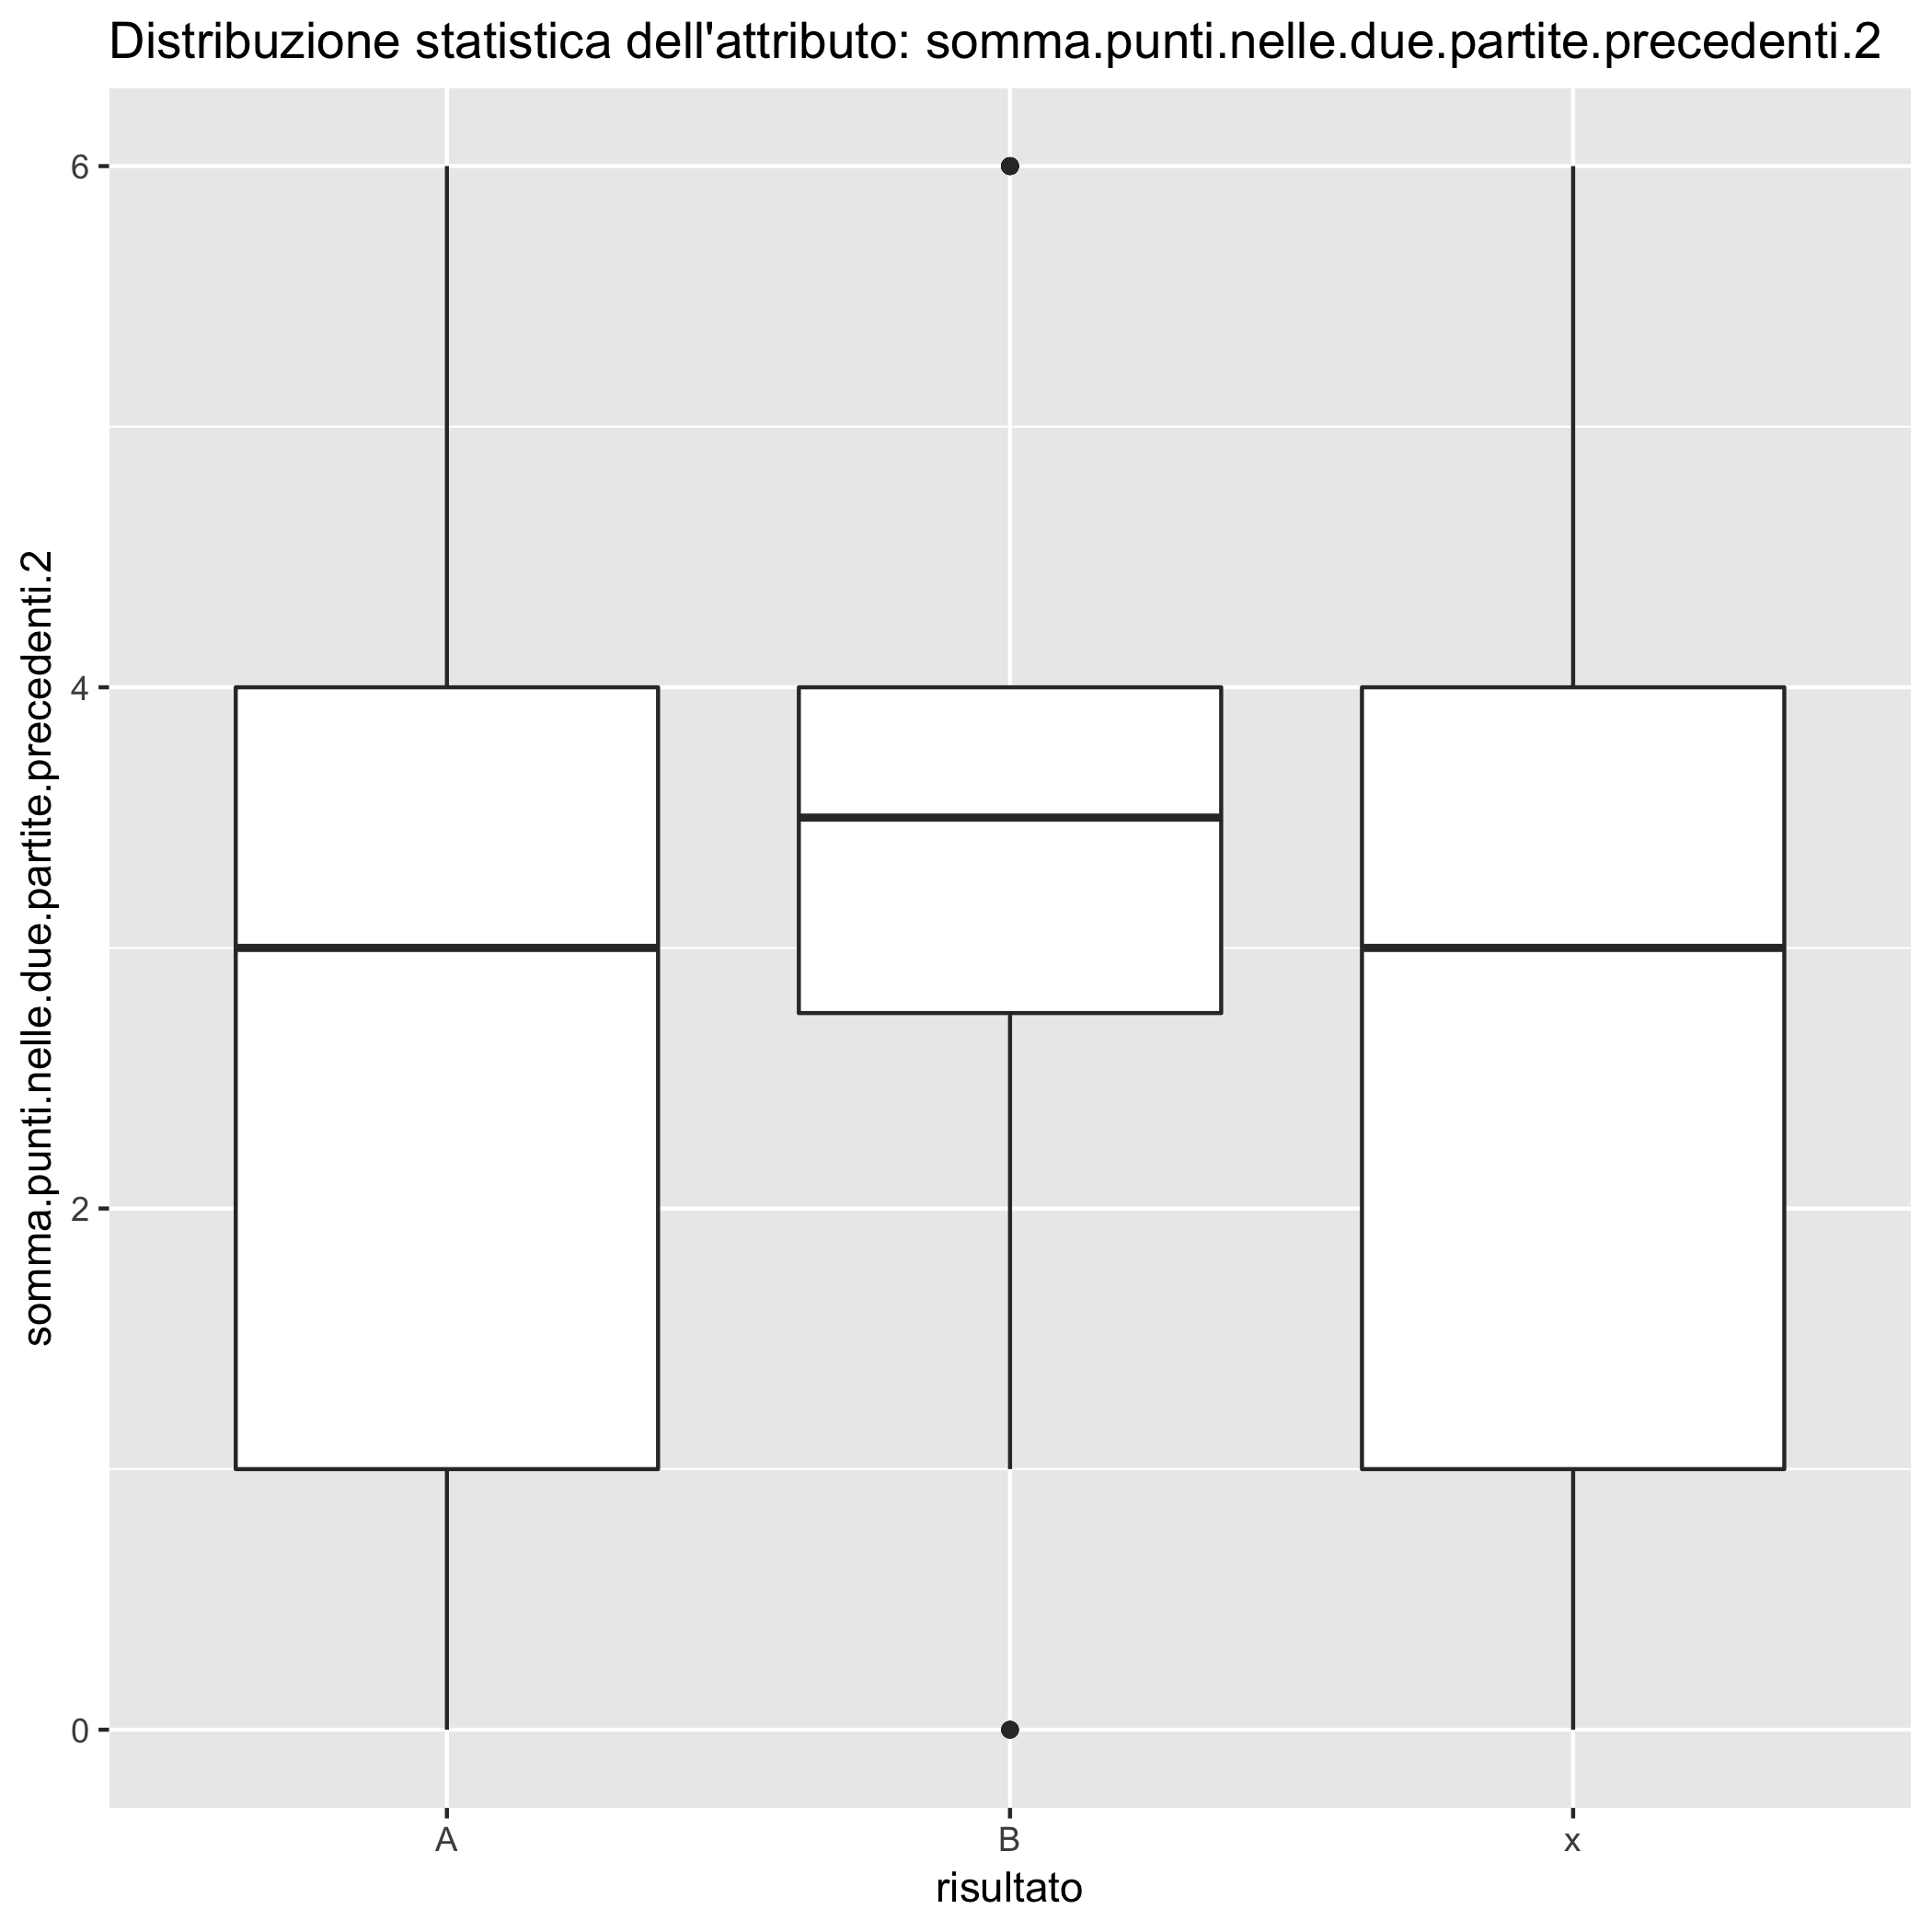 Distribuzione statistica dell'attributo: somma.punti.nelle.due.partite.precedenti.2
somma.punti.nelle.due.partite.precedenti.2
6
4
2
0
A
B
x
risultato